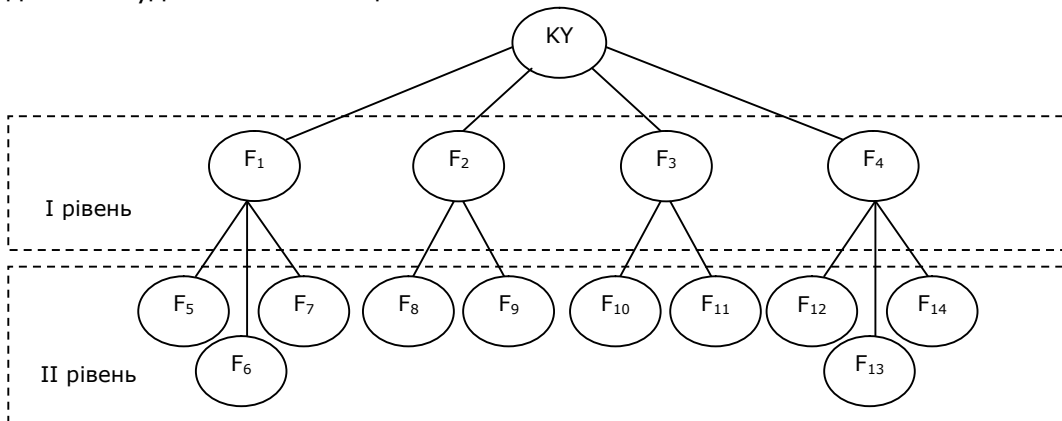 KY
F₁ F₂ F₃ F₄
I рівень
F₅ F₇ F₈ F₉ F₁₀ F₁₁ F₁₂ F₁₄
F₆ F₁₃
II рівень